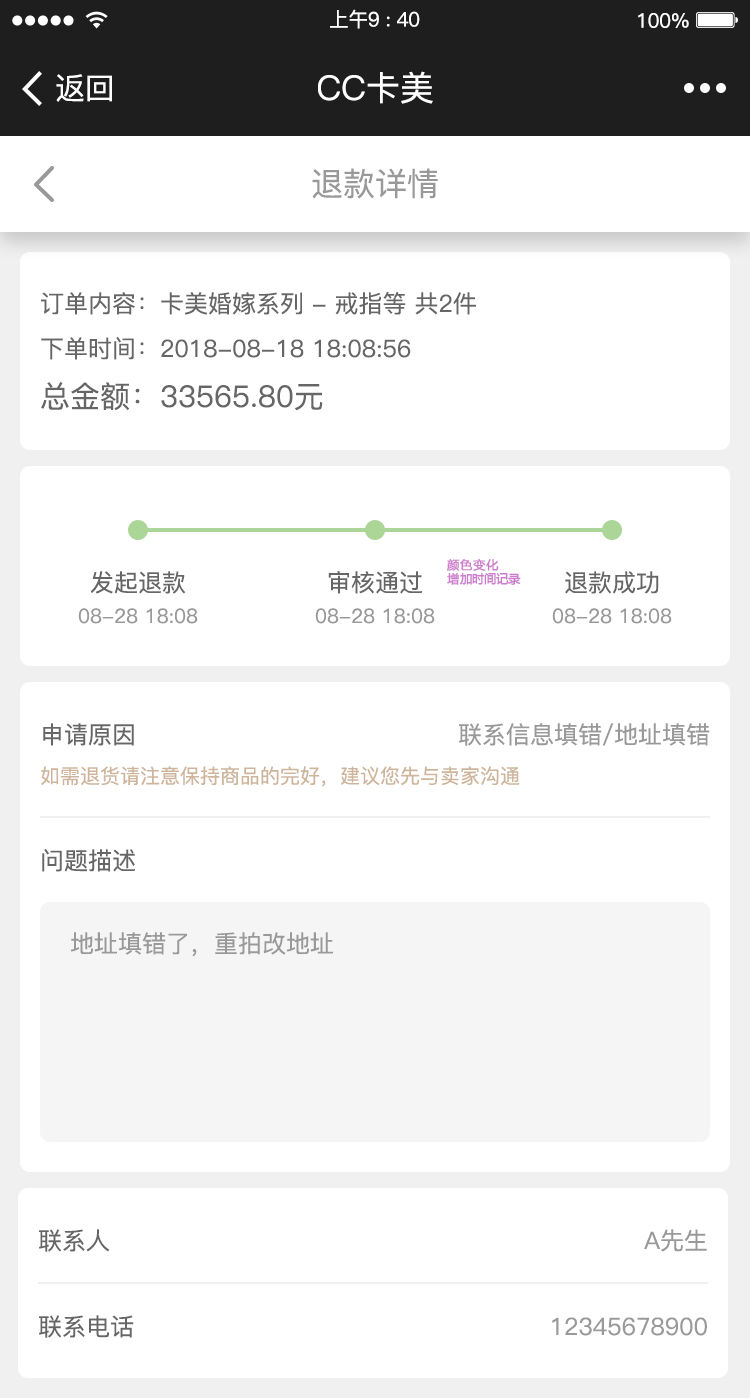 上午9 : 40
100%
返回
CC卡美
退款详情
订单内容：卡美婚嫁系列 – 戒指等 共2件
下单时间：2018–08–18 18:08:56
总金额：33565.80元
颜色变化
增加时间记录
发起退款
审核通过
退款成功
08–28 18:08
08–28 18:08
08–28 18:08
申请原因
联系信息填错/地址填错
如需退货请注意保持商品的完好，建议您先与卖家沟通
问题描述
地址填错了，重拍改地址
联系人
A先生
联系电话
12345678900